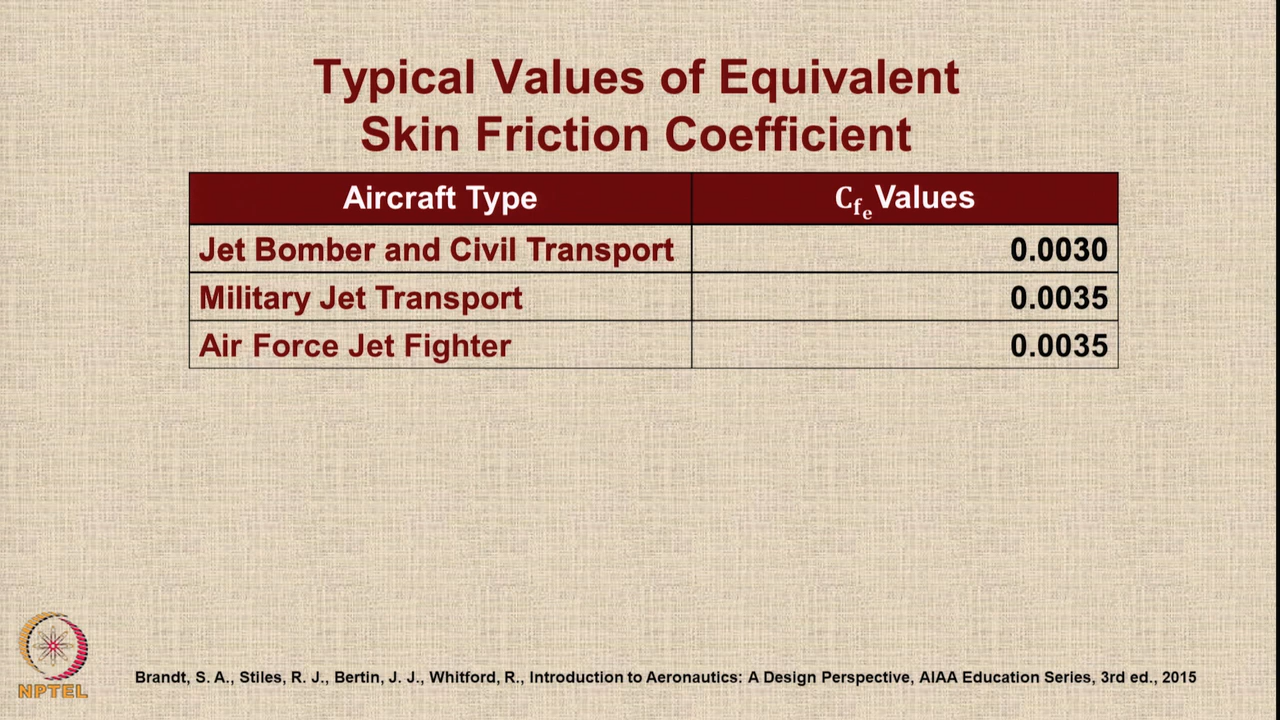 Typical Values of Equivalent
Skin Friction Coefficient
Aircraft Type C_fe Values
Jet Bomber and Civil Transport 0.0030
Military Jet Transport 0.0035
Air Force Jet Fighter 0.0035
NPTEL
Brandt, S. A., Stiles, R. J., Bertin, J. J., Whitford, R., Introduction to Aeronautics: A Design Perspective, AIAA Education Series, 3rd ed., 2015